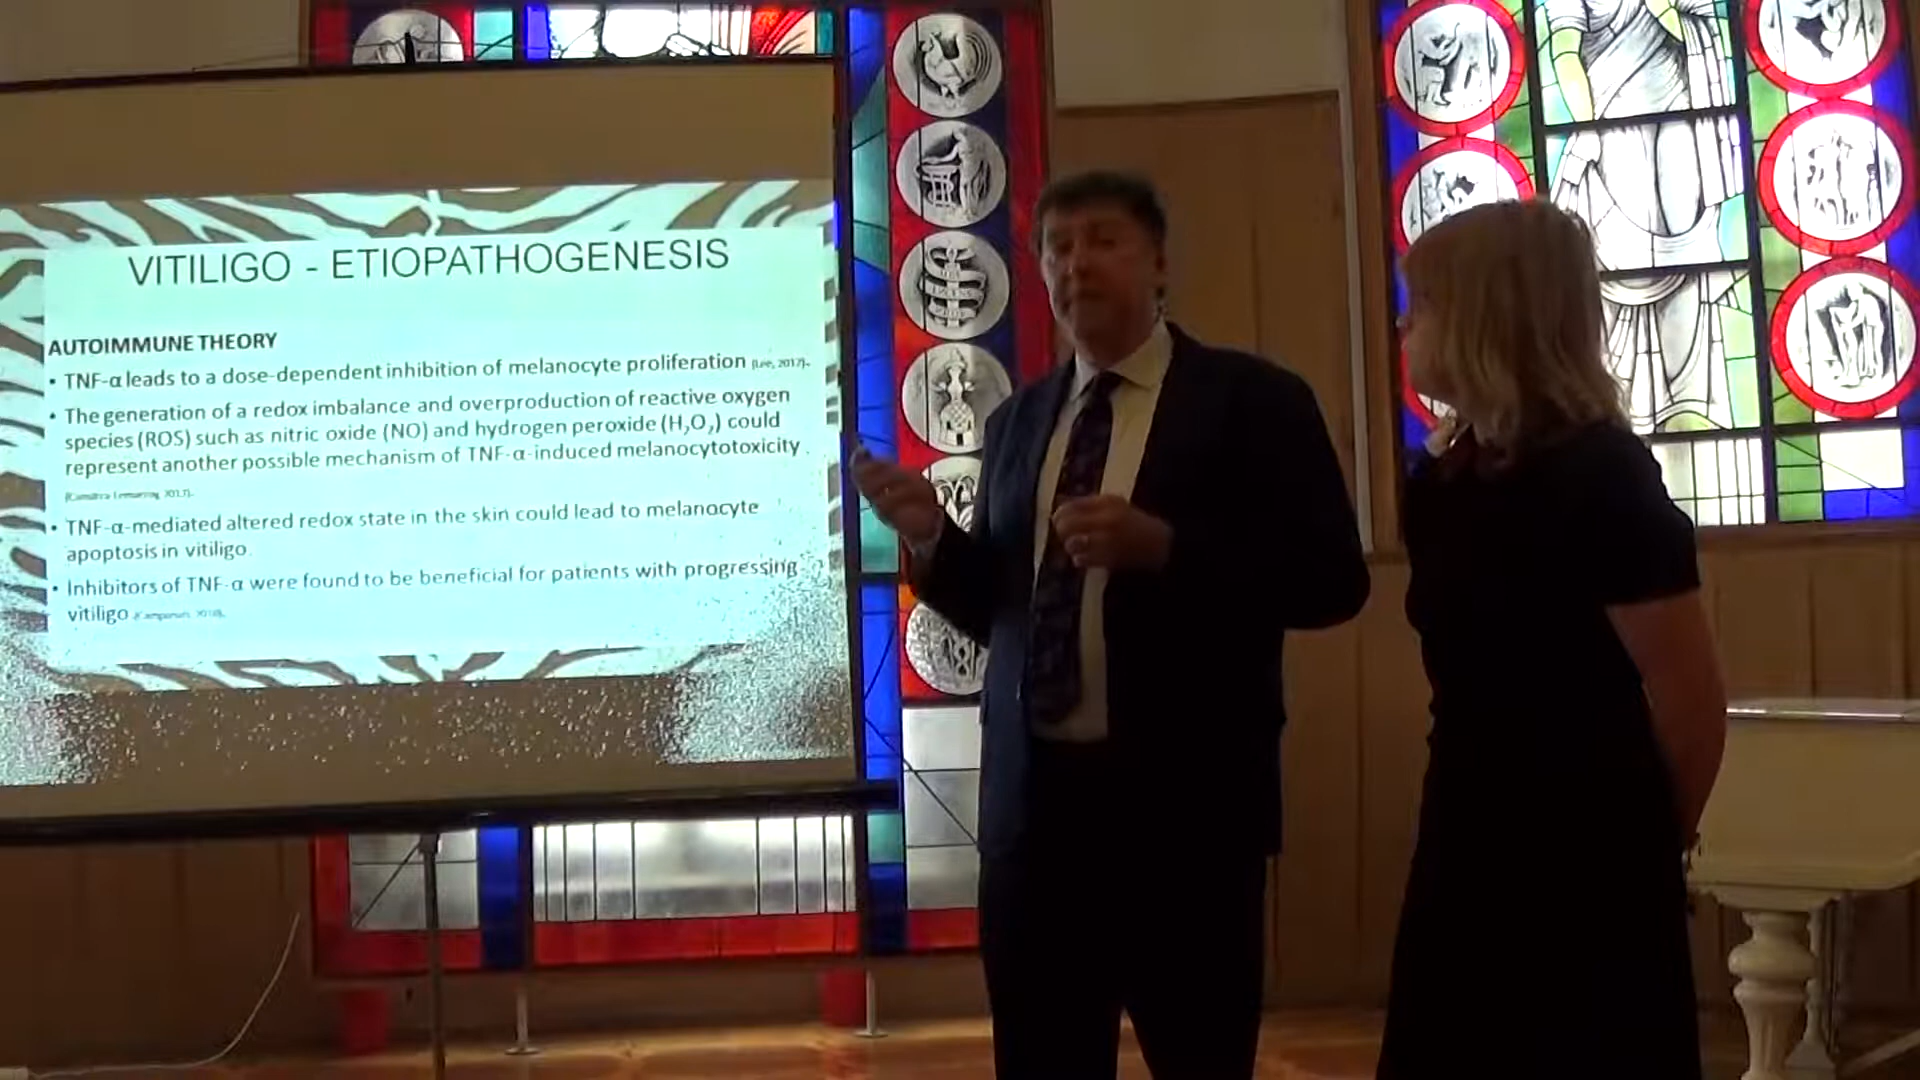 VITILIGO - ETIOPATHOGENESIS
AUTOIMMUNE THEORY
• TNF-α leads to a dose-dependent inhibition of melanocyte proliferation (Lee, 2017).
• The generation of a redox imbalance and overproduction of reactive oxygen
species (ROS) such as nitric oxide (NO) and hydrogen peroxide (H₂O₂) could
represent another possible mechanism of TNF-α-induced melanocytotoxicity
• TNF-α-mediated altered redox state in the skin could lead to melanocyte
apoptosis in vitiligo
• Inhibitors of TNF-α were found to be beneficial for patients with progressing
vitiligo